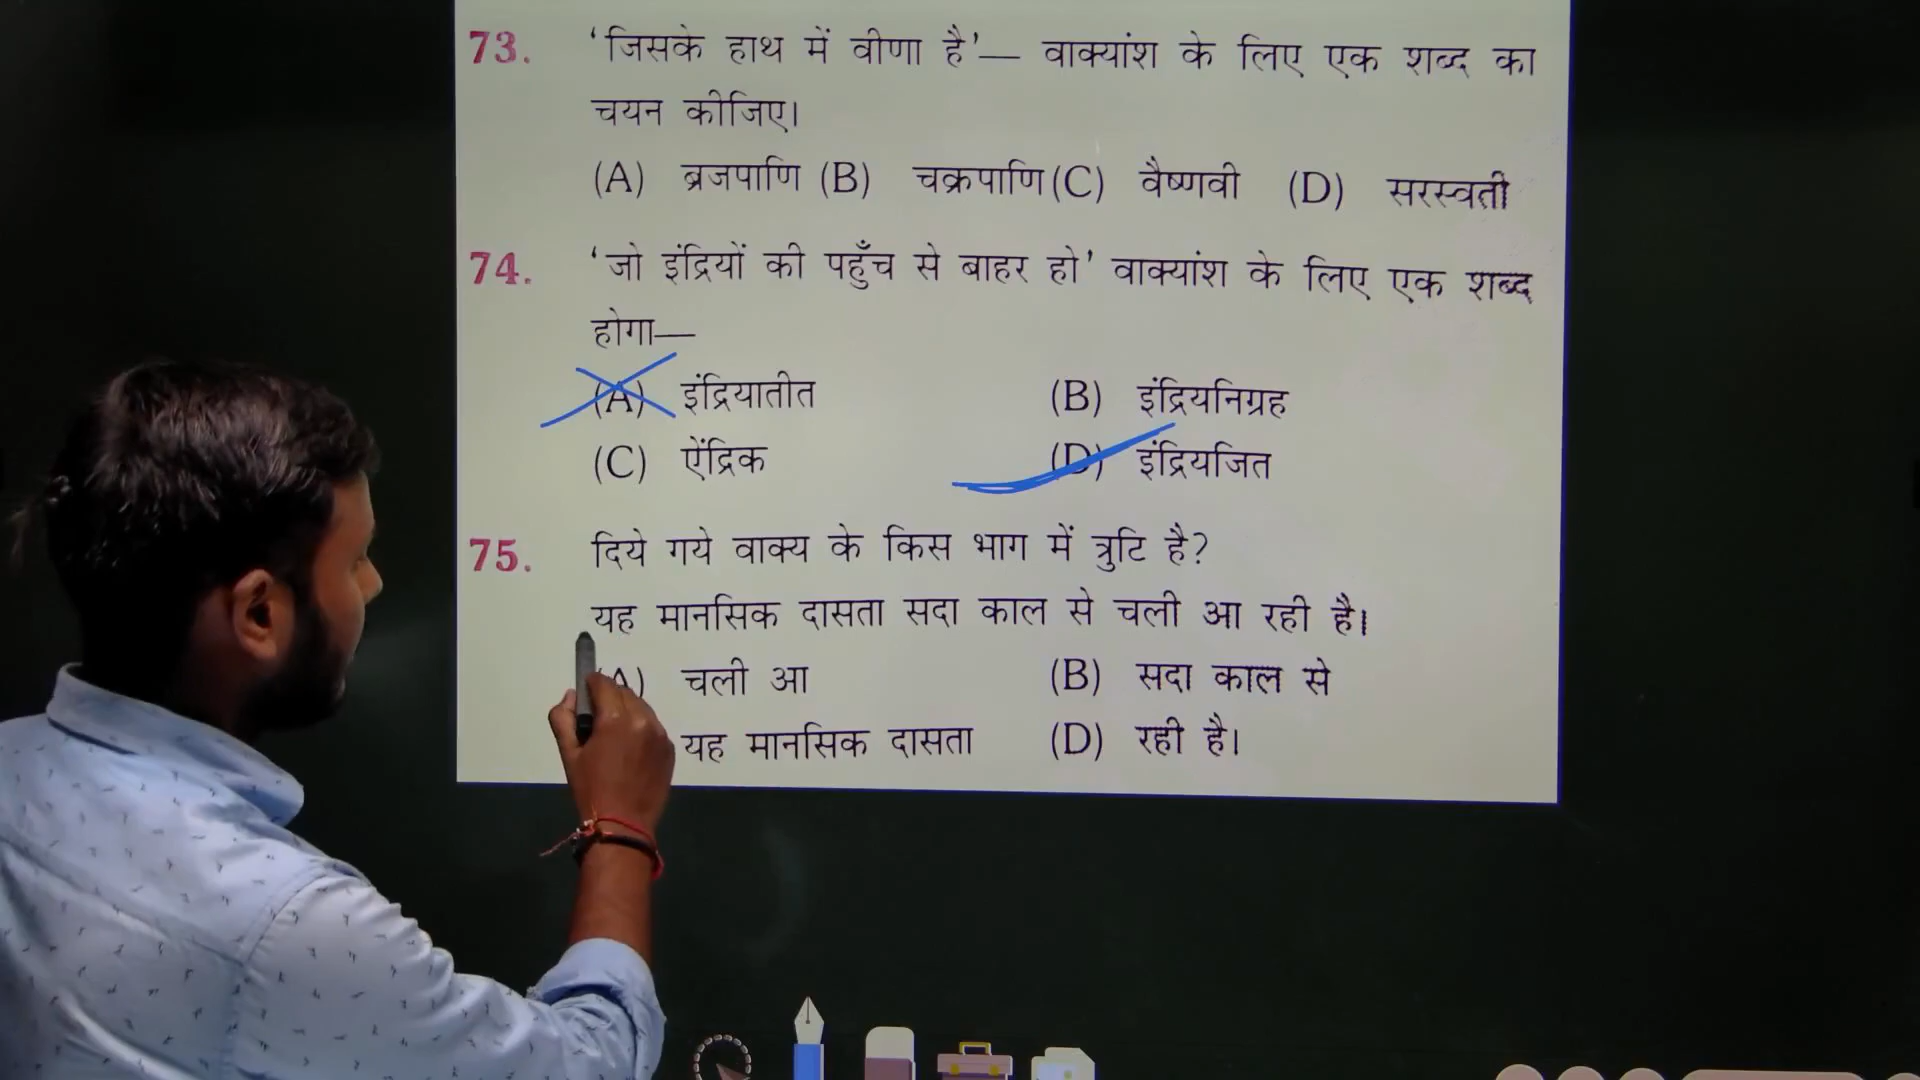 73. ‘जिसके हाथ में वीणा है’— वाक्यांश के लिए एक शब्द का
चयन कीजिए।
(A) ब्रजपाणि (B) चक्रपाणि (C) वैष्णवी (D) सरस्वती
74. ‘जो इंद्रियों की पहुँच से बाहर हो’ वाक्यांश के लिए एक शब्द
होगा—
(A) इंद्रियातीत (B) इंद्रियनिग्रह
(C) ऐंद्रिक (D) इंद्रियजित
75. दिये गये वाक्य के किस भाग में त्रुटि है?
यह मानसिक दासता सदा काल से चली आ रही है।
(A) चली आ (B) सदा काल से
यह मानसिक दासता (D) रही है।